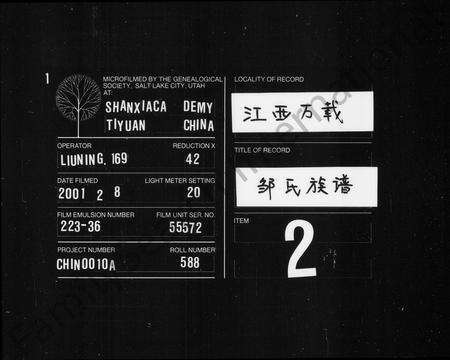 1
MICROFILMED BY THE GENEALOGICAL
SOCIETY, SALT LAKE CITY, UTAH
AT:
SHANXIACA DEMY
TIYUAN CHINA
OPERATOR REDUCTION X
LIUNING. 169 42
DATE FILMED LIGHT METER SETTING
2001 2 8 20
FILM EMULSION NUMBER FILM UNIT SER. NO.
223-36 55572
PROJECT NUMBER ROLL NUMBER
CHIN0010A 588
LOCALITY OF RECORD
江西万载
TITLE OF RECORD
邹氏族谱
ITEM
2